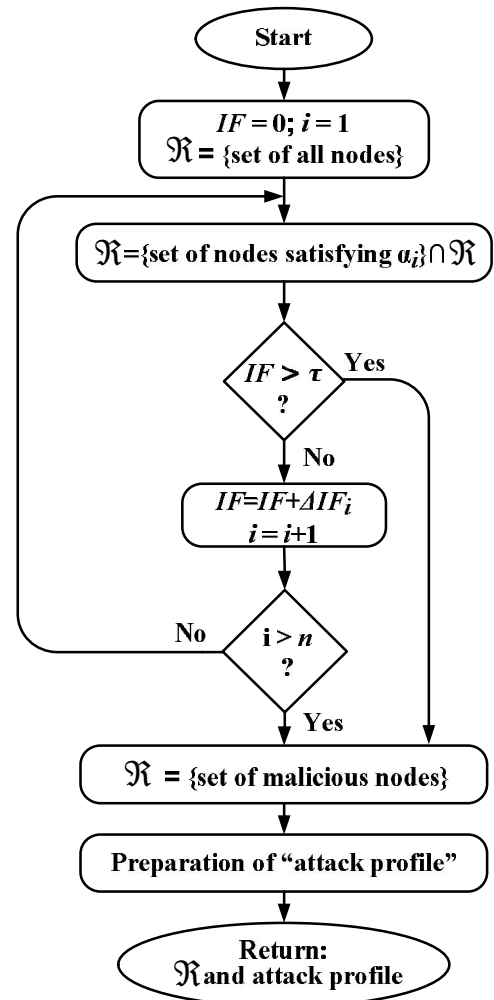 Start
IF = 0; i = 1
ℜ = {set of all nodes}
ℜ={set of nodes satisfying αi}∩ℜ
IF > τ
?
Yes
No
IF=IF+ΔIFi
i = i+1
i > n
?
No
Yes
ℜ = {set of malicious nodes}
Preparation of “attack profile”
Return:
ℜ and attack profile